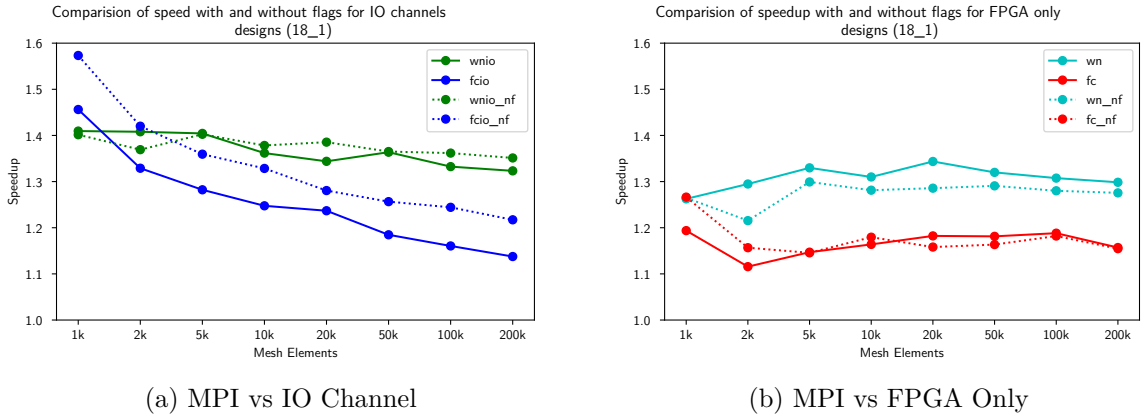 Comparision of speed with and without flags for IO channels
designs (18_1)
1.6
1.5
1.4
1.3
1.2
1.1
1.0
Speedup
wnio
fcio
wnio_nf
fcio_nf
1k 2k 5k 10k 20k 50k 100k 200k
Mesh Elements
(a) MPI vs IO Channel
Comparision of speedup with and without flags for FPGA only
designs (18_1)
1.6
1.5
1.4
1.3
1.2
1.1
1.0
Speedup
wn
fc
wn_nf
fc_nf
1k 2k 5k 10k 20k 50k 100k 200k
Mesh Elements
(b) MPI vs FPGA Only